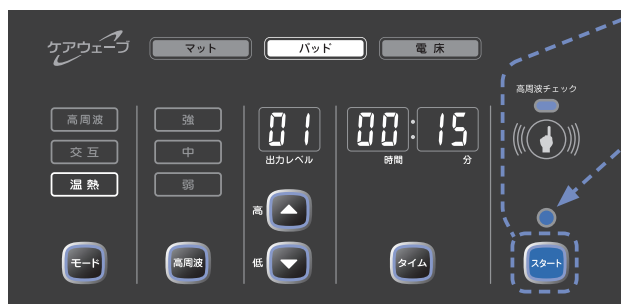 ケアウェーブ マット パッド 電床
高周波チェック
高周波 強
交互 中
温熱 弱
01 00:15
出力レベル 時間 分
高
低
モード 高周波 タイム スタート